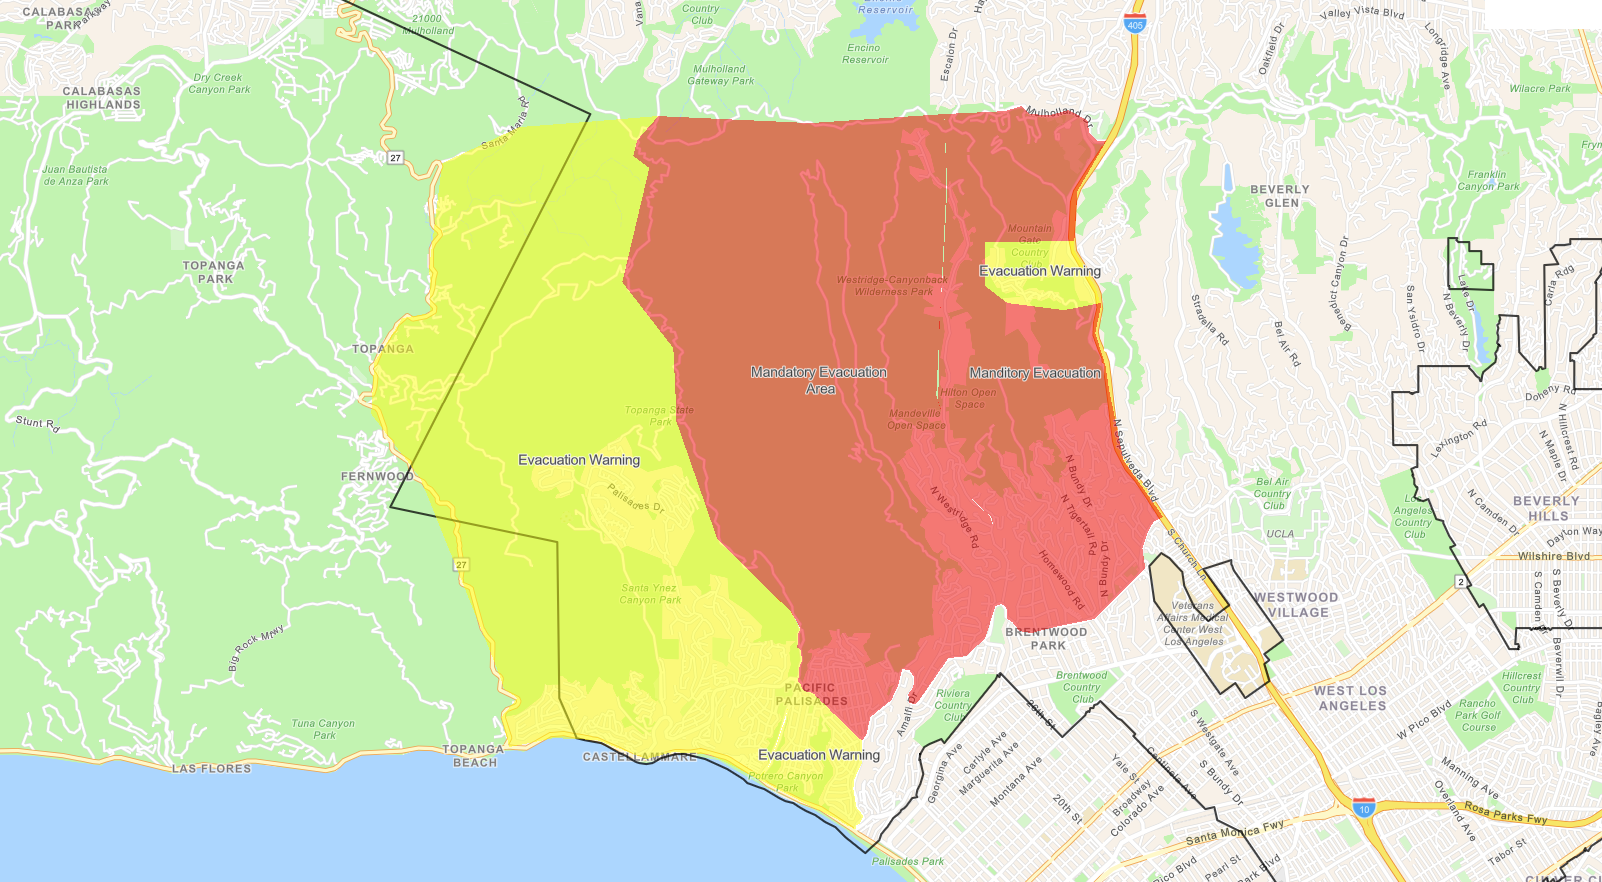 CALABASAS
PARK
Parkway
21000
Mulholland
Country
Club
Reservoir
Encino
Reservoir
Escalon Dr
405
Oakfield Dr
Valley Vista Blvd
Longridge Ave
Wilacre Park
Dry Creek
Canyon Park
CALABASAS
HIGHLANDS
Mulholland
Gateway Park
Santa Maria Rd
Mulholland Dr
27
Juan Bautista
de Anza Park
BEVERLY
GLEN
Franklin
Canyon Park
TOPANGA
PARK
Mountain
Gate
Country
Club
Evacuation Warning
Westridge-Canyonback
Wilderness Park
Stradella Rd
Bel Air Rd
Benedict Canyon Dr
San Ysidro Dr
N Beverly Dr
Lake Dr
Carla Rdg
TOPANGA
Mandatory Evacuation
Area
Manditory Evacuation
Hilton Open
Space
Mandeville
Open Space
Topanga State
Park
Doheny Rd
N Hillcrest Rd
N Maple Dr
Lexington Rd
Stunt Rd
N Sepulveda Blvd
Evacuation Warning
FERNWOOD
Palisades Dr
N Westridge Rd
N Bundy Dr
N Tigertail Rd
N Bundy Dr
Homewood Rd
Bel Air
Country
Club
Los
Angeles
Country
Club
N Camden Dr
BEVERLY
HILLS
Dayton Way
UCLA
S Church Ln
Wilshire Blvd
27
2
S Camden Dr
S Beverly Dr
Santa Ynez
Canyon Park
WESTWOOD
VILLAGE
Veterans
Affairs Medical
Center West
Los Angeles
BRENTWOOD
PARK
Big Rock Mtwy
Beverwil Dr
PACIFIC
PALISADES
Amalfi Dr
Riviera
Country
Club
Brentwood
Country
Club
26th St
WEST LOS
ANGELES
Hillcrest
Country
Club
Rancho
Park Golf
Course
W Pico Blvd
Bagley Ave
Tuna Canyon
Park
TOPANGA
BEACH
LAS FLORES
CASTELLAMMARE
Evacuation Warning
Potrero Canyon
Park
Georgina Ave
Carlyle Ave
Marguerita Ave
Montana Ave
20th St
Yale St
Broadway
Colorado Ave
Centinela Ave
S Westgate Ave
S Bundy Dr
Manning Ave
Overland Ave
10
Rosa Parks Fwy
Santa Monica Fwy
Tabor St
Palisades Park
Pico Blvd
Pearl St
Park Blvd